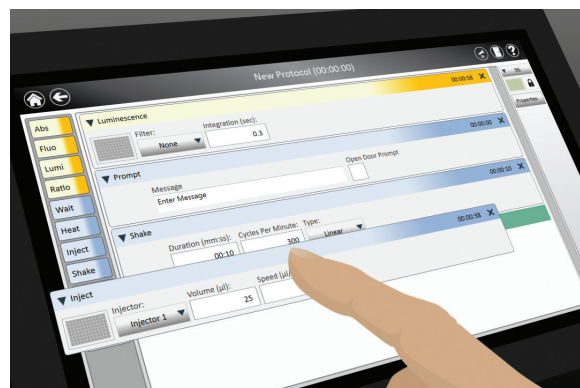 New Protocol (00:00:00)
?
Abs
Fluo
Lumi
Ratio
Wait
Heat
Inject
Shake
Luminescence 00:00:58 X
Filter: Integration (sec):
None 0.3
Prompt 00:00:00 X
Message Open Door Prompt
Enter Message
Shake 00:00:10 X
Duration (mm:ss): Cycles Per Minute: Type:
00:10 300 Linear
Inject 00:00:38 X
Injector: Volume (µl): Speed (µl/
Injector 1 25
Properties